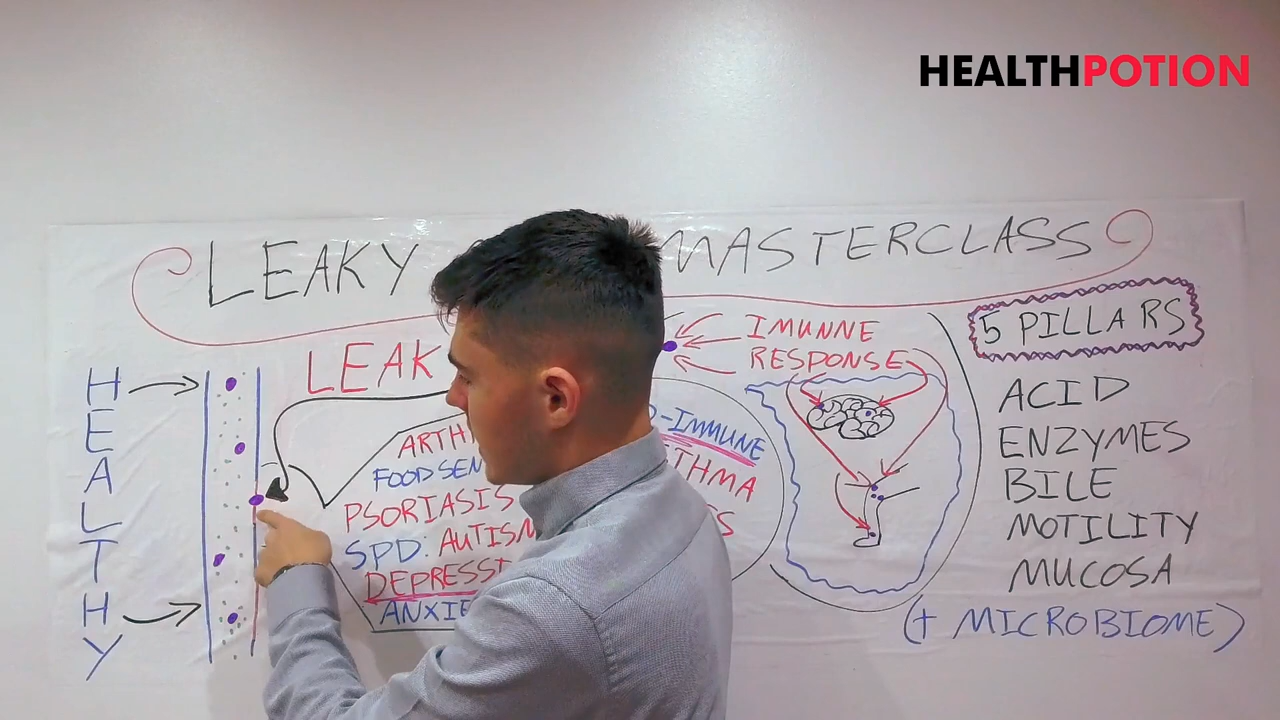 HEALTHPOTION
LEAKY MASTERCLASS
HEALTHY
LEAK
IMUNNE
RESPONSE
5 PILLARS
ACID
ENZYMES
BILE
MOTILITY
MUCOSA
(+ MICROBIOME)
ARTH
FOOD SEN
PSORIASIS
SPD. AUTISM
DEPRESS
ANXIE
-IMMUNE
THMA
S